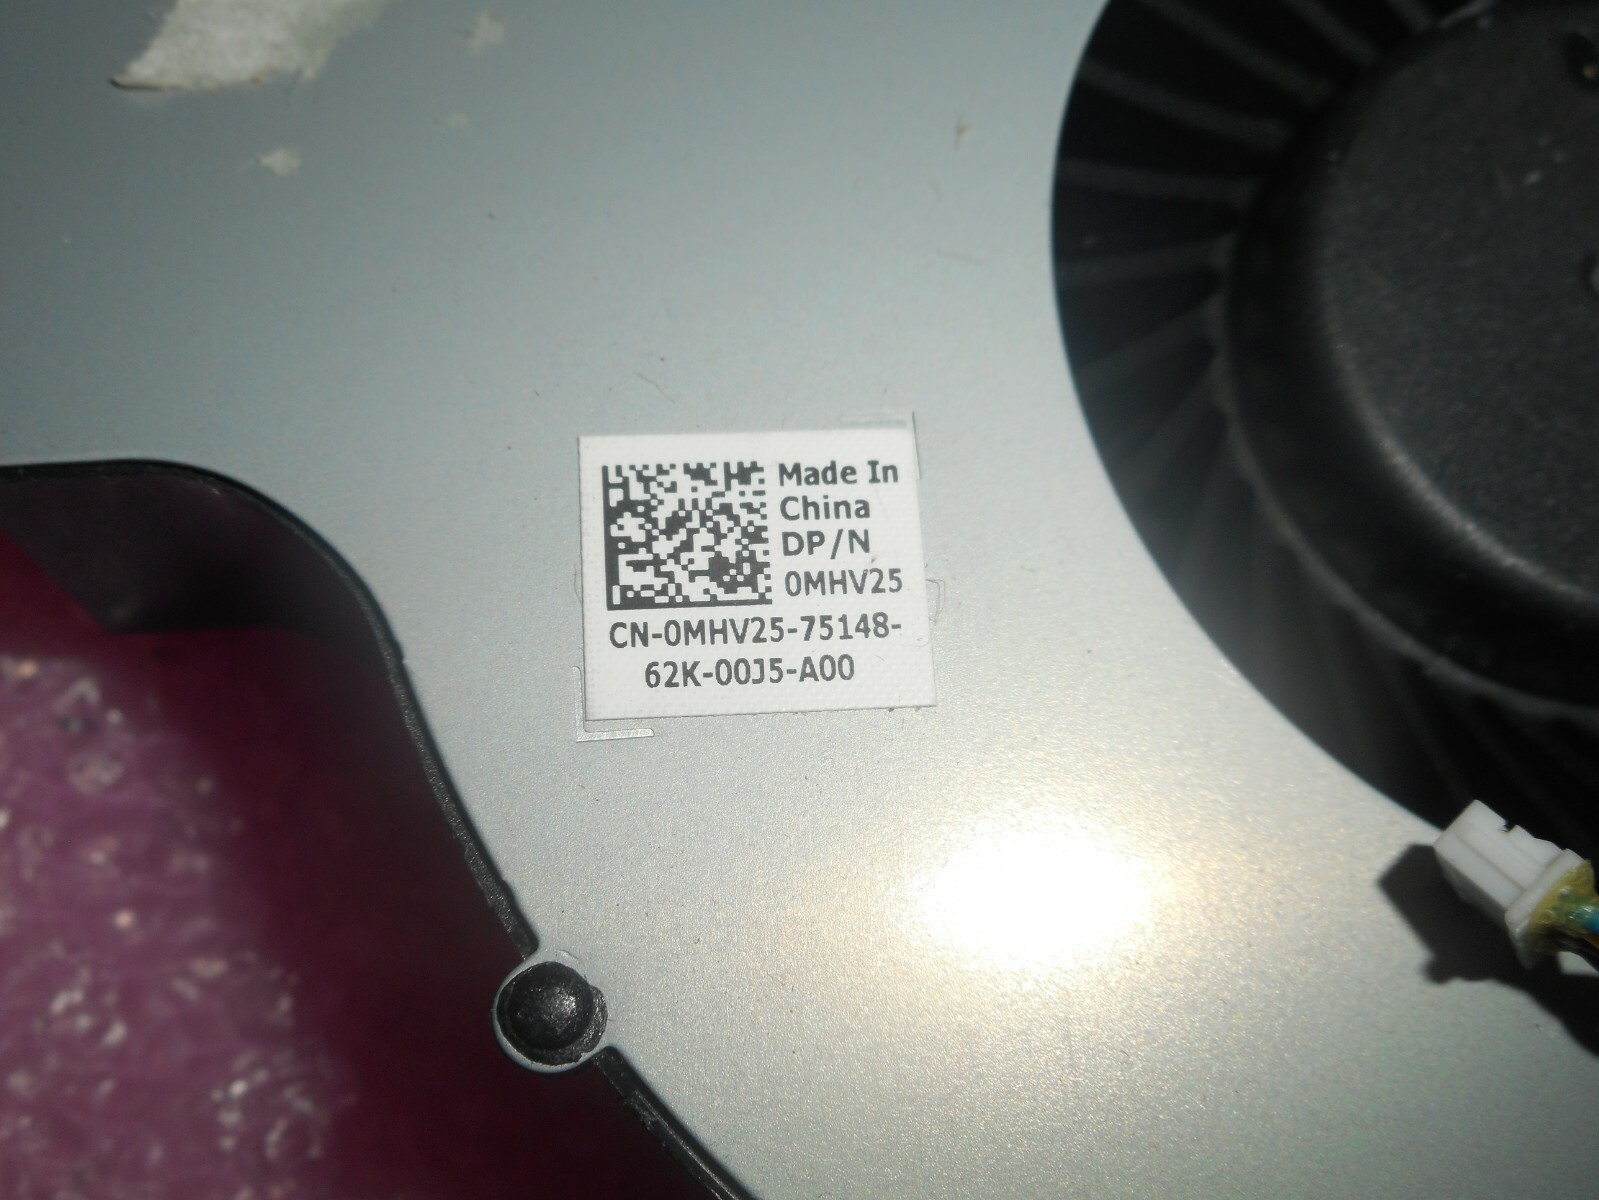 Made In
China
DP/N
0MHV25
CN-0MHV25-75148-
62K-00J5-A00